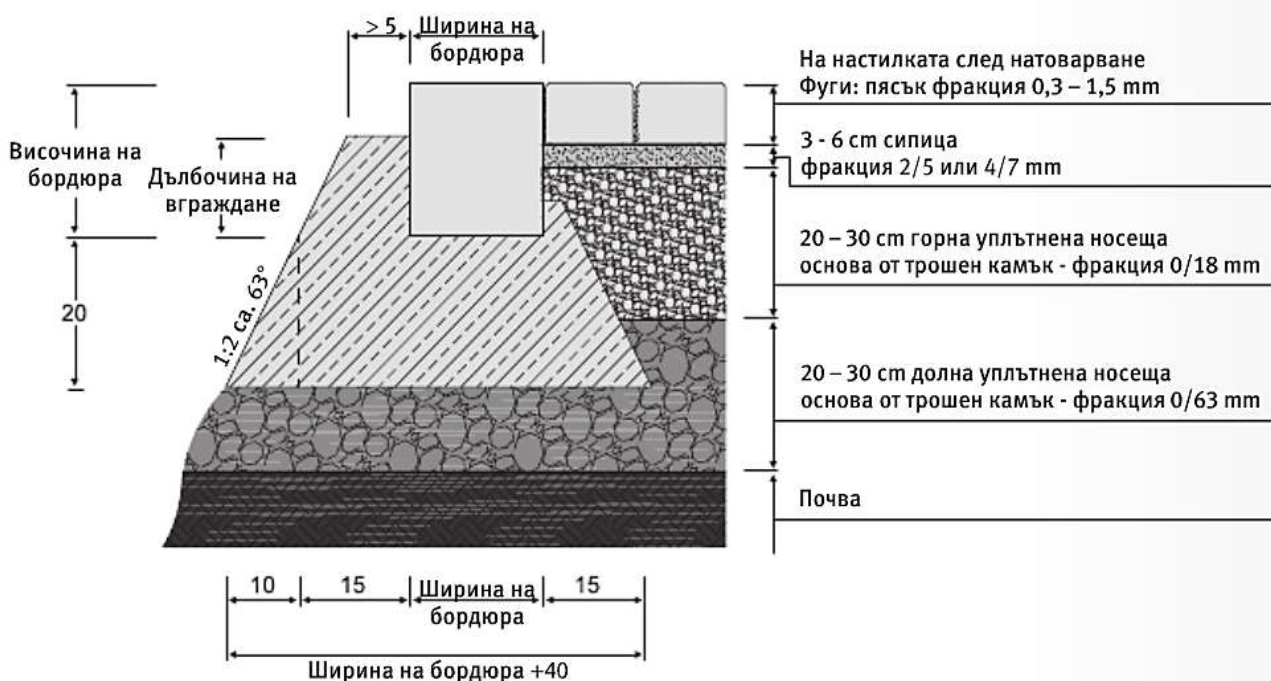 > 5
Ширина на
бордюра
На настилката след натоварване
Фуги: пясък фракция 0,3 – 1,5 mm
Височина на
бордюра
Дълбочина на
вграждане
3 - 6 cm сипица
фракция 2/5 или 4/7 mm
20 – 30 cm горна уплътнена носеща
основа от трошен камък - фракция 0/18 mm
20
1:2 ca. 63°
20 – 30 cm долна уплътнена носеща
основа от трошен камък - фракция 0/63 mm
Почва
10
15
Ширина на
бордюра
15
Ширина на бордюра +40